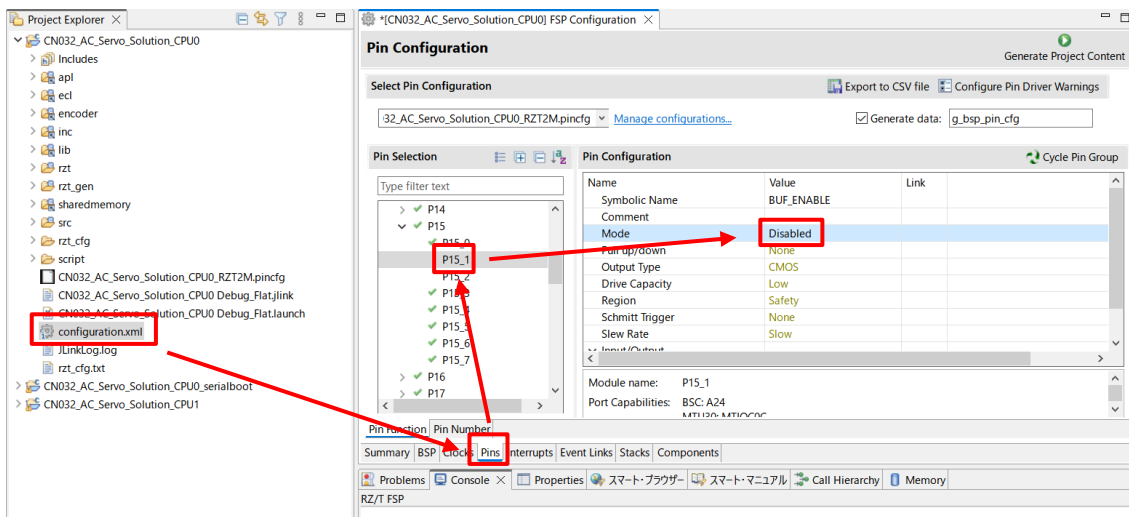 Project Explorer
CN032_AC_Servo_Solution_CPU0
Includes
apl
ecl
encoder
inc
lib
rzt
rzt_gen
sharedmemory
src
rzt_cfg
script
CN032_AC_Servo_Solution_CPU0_RZT2M.pincfg
CN032_AC_Servo_Solution_CPU0 Debug_Flat.jlink
CN032_AC_Servo_Solution_CPU0 Debug_Flat.launch
configuration.xml
JLinkLog.log
rzt_cfg.txt
CN032_AC_Servo_Solution_CPU0_serialboot
CN032_AC_Servo_Solution_CPU1
*[CN032_AC_Servo_Solution_CPU0] FSP Configuration
Pin Configuration
Generate Project Content
Select Pin Configuration
Export to CSV file
Configure Pin Driver Warnings
32_AC_Servo_Solution_CPU0_RZT2M.pincfg
Manage configurations...
Generate data:
g_bsp_pin_cfg
Pin Selection
Type filter text
P14
P15
P15_0
P15_1
P15_2
P15_3
P15_4
P15_5
P15_6
P15_7
P16
P17
Pin Configuration
Cycle Pin Group
Name Value Link
Symbolic Name BUF_ENABLE
Comment
Mode Disabled
Pull up/down None
Output Type CMOS
Drive Capacity Low
Region Safety
Schmitt Trigger None
Slew Rate Slow
Input/Output
Module name: P15_1
Port Capabilities: BSC: A24
MTU30: MTIOC0C
Pin Function Pin Number
Summary BSP Clocks Pins Interrupts Event Links Stacks Components
Problems Console Properties スマート・ブラウザー スマート・マニュアル Call Hierarchy Memory
RZ/T FSP